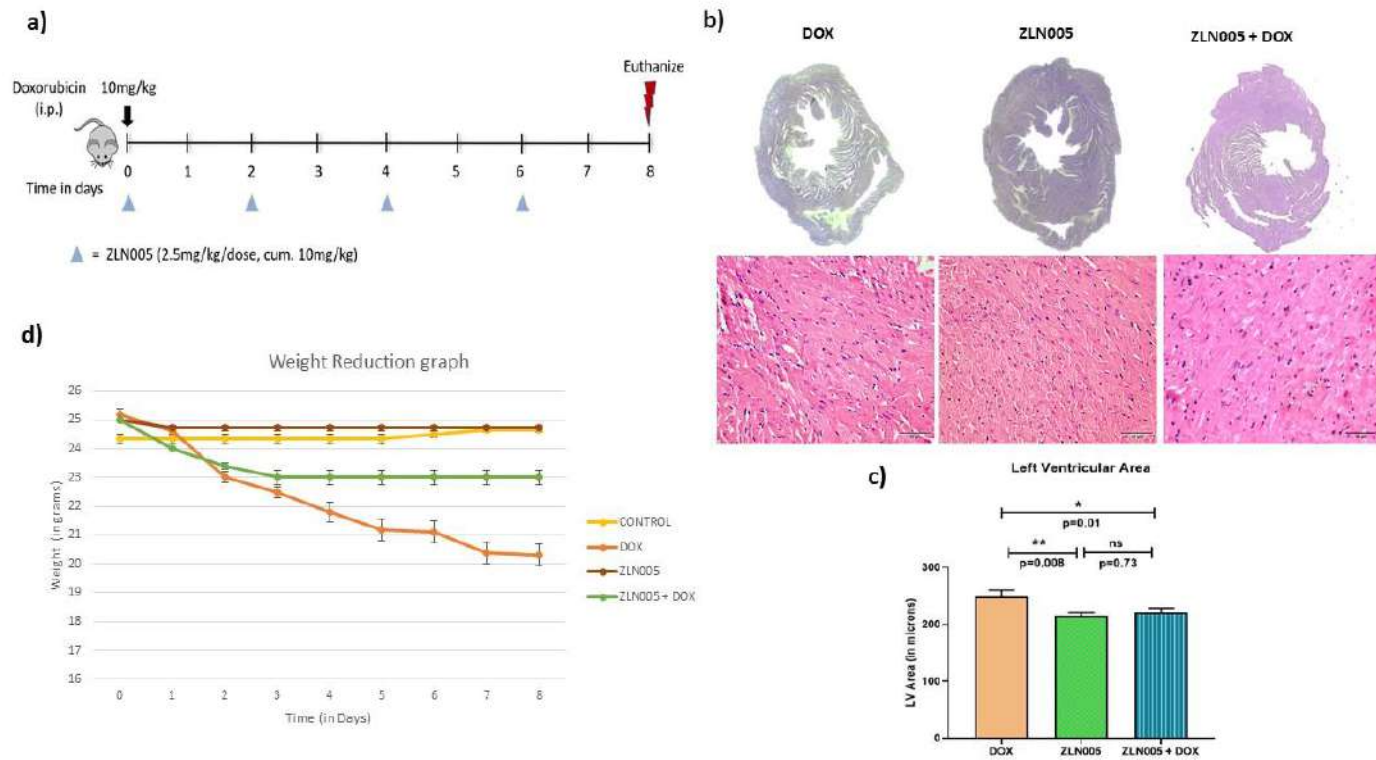 a)
Doxorubicin 10mg/kg
(i.p.)
Euthanize
0 1 2 3 4 5 6 7 8
Time in days
= ZLN005 (2.5mg/kg/dose, cum. 10mg/kg)
b)
DOX ZLN005 ZLN005 + DOX
d)
Weight Reduction graph
Weight (in grams)
26
25
24
23
22
21
20
19
18
17
16
0 1 2 3 4 5 6 7 8
Time (in Days)
CONTROL
DOX
ZLN005
ZLN005 + DOX
c)
Left Ventricular Area
*
p=0.01
** ns
p=0.008 p=0.73
LV Area (in microns)
300
200
100
0
DOX ZLN005 ZLN005 + DOX